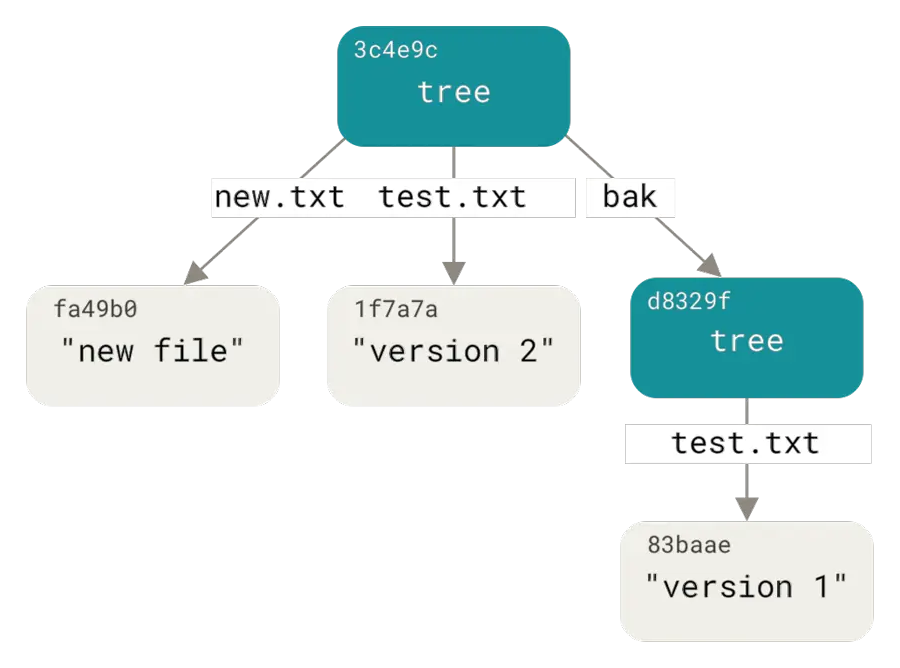 3c4e9c
tree
new.txt test.txt bak
fa49b0
"new file"
1f7a7a
"version 2"
d8329f
tree
test.txt
83baae
"version 1"